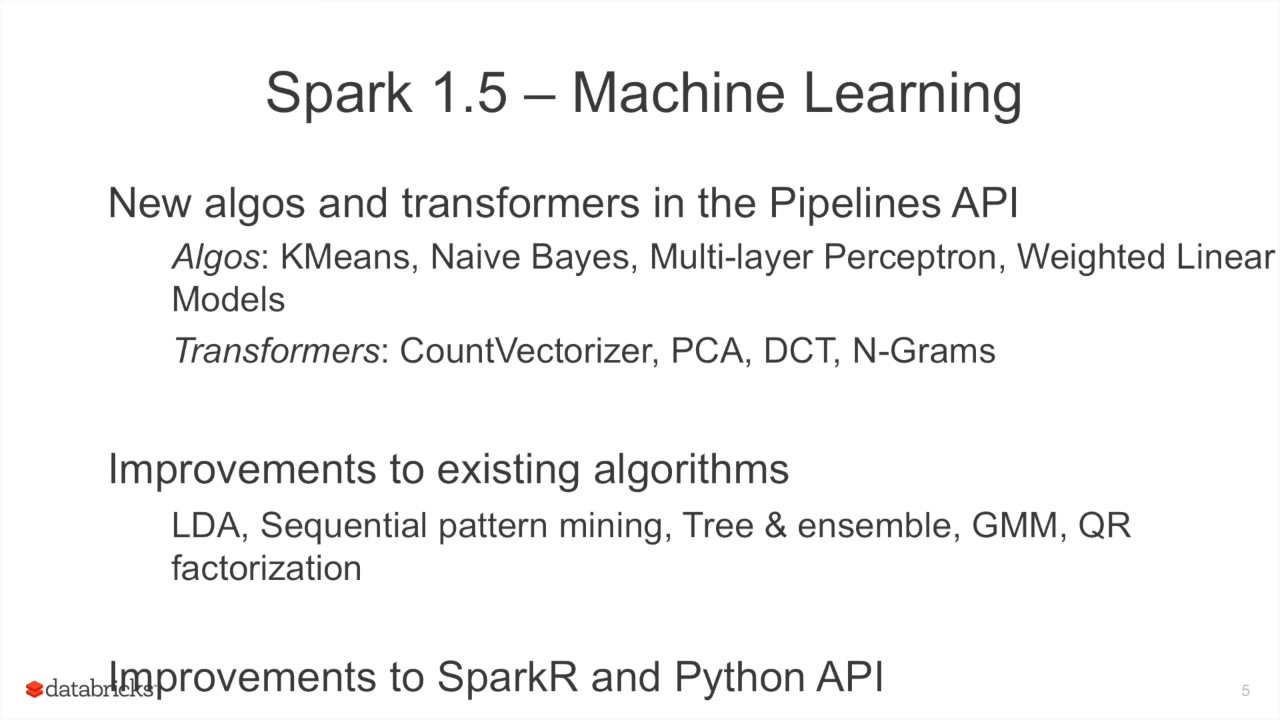 Spark 1.5 – Machine Learning
New algos and transformers in the Pipelines API
Algos: KMeans, Naive Bayes, Multi-layer Perceptron, Weighted Linear
Models
Transformers: CountVectorizer, PCA, DCT, N-Grams
Improvements to existing algorithms
LDA, Sequential pattern mining, Tree & ensemble, GMM, QR
factorization
Improvements to SparkR and Python API
databricks
5